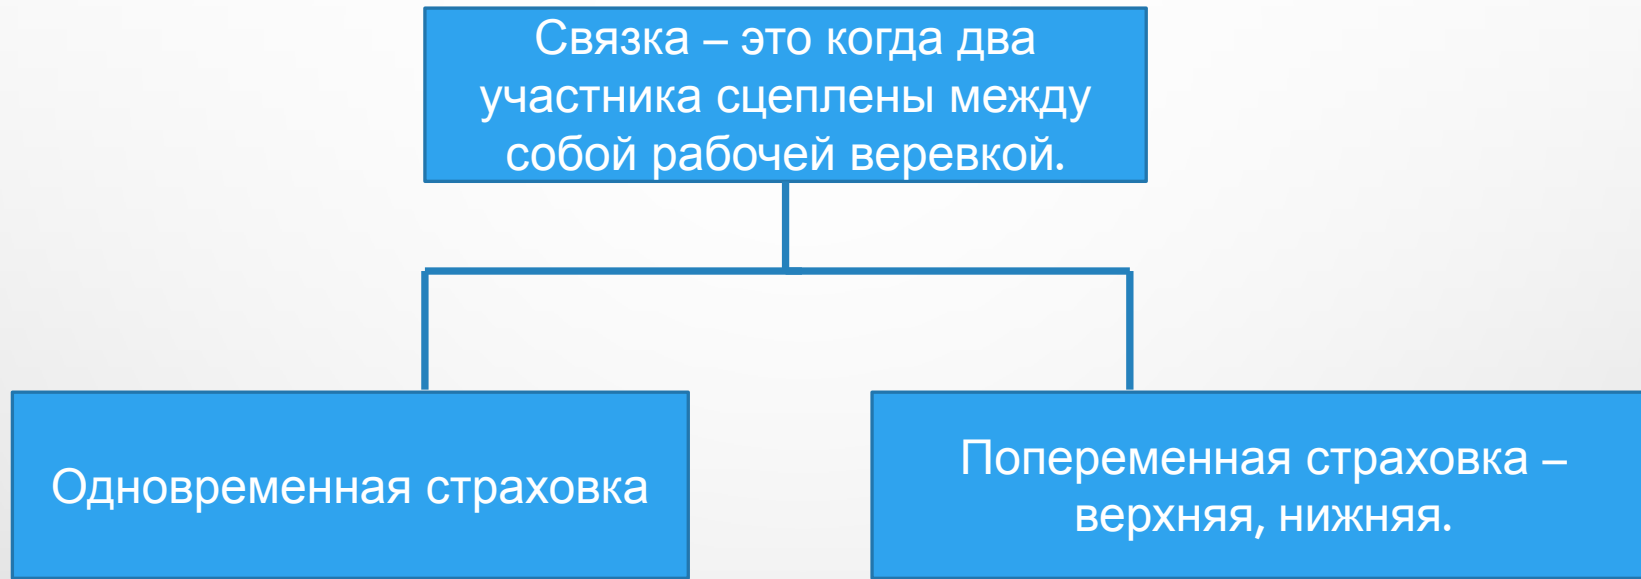 Связка – это когда два
участника сцеплены между
собой рабочей веревкой.
Одновременная страховка
Попеременная страховка –
верхняя, нижняя.